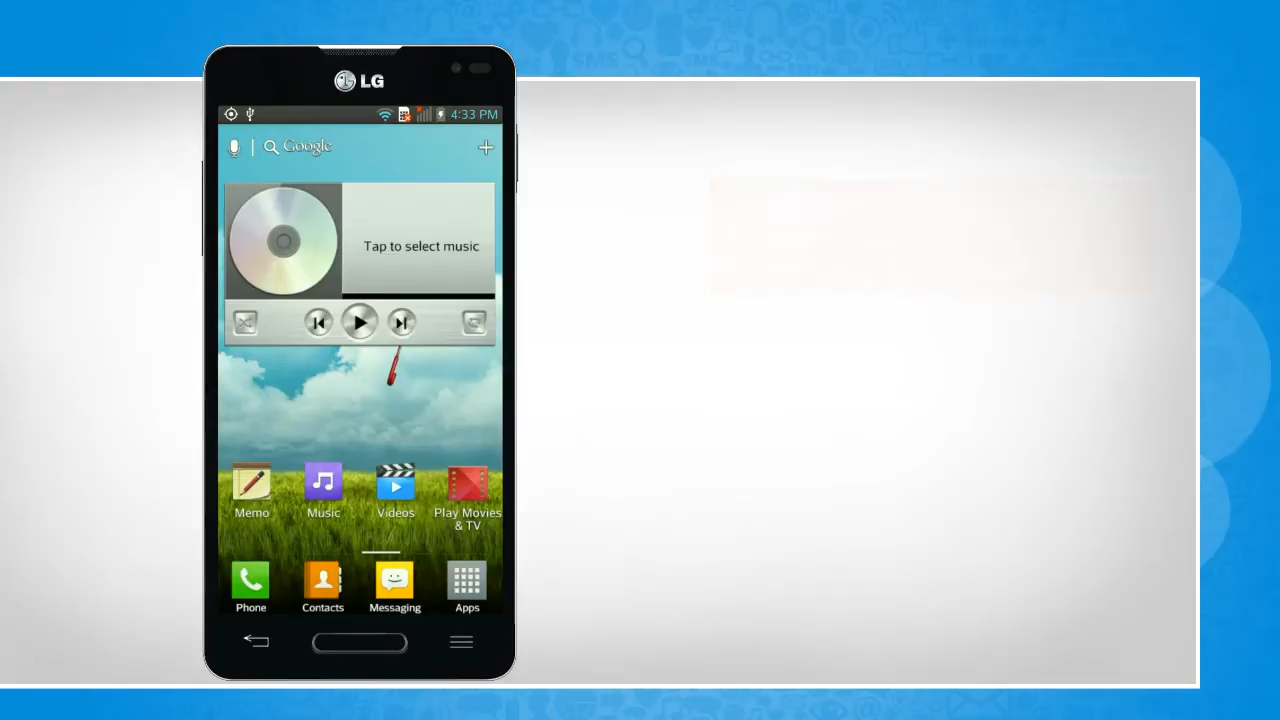 LG
4:33 PM
Google
Tap to select music
Memo
Music
Videos
Play Movies
& TV
Phone
Contacts
Messaging
Apps